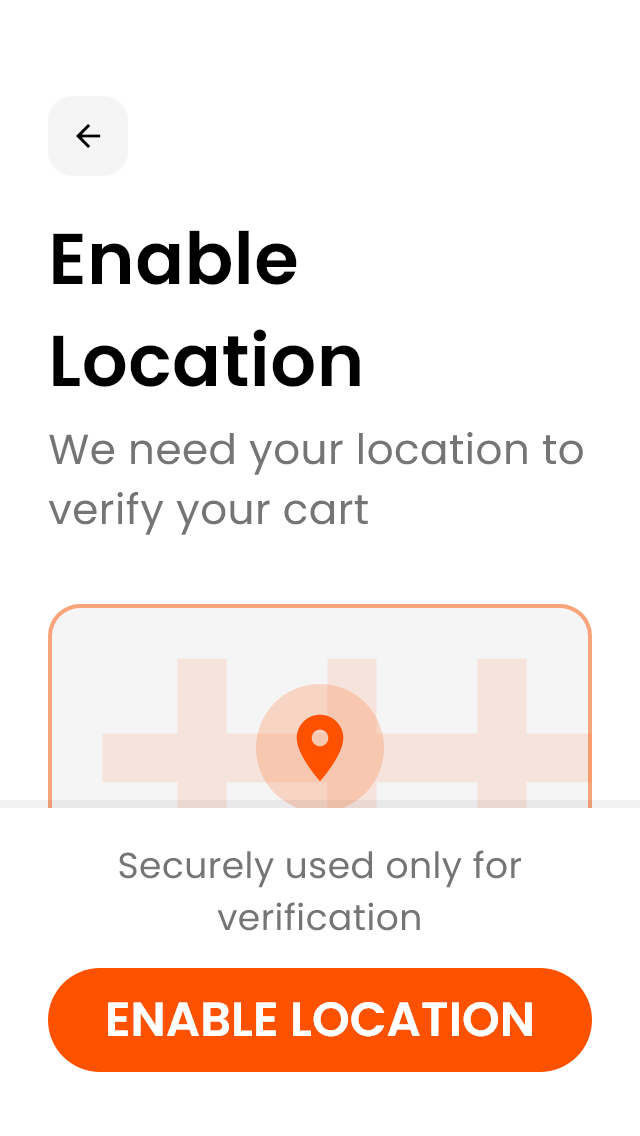 Enable
Location
We need your location to
verify your cart
Securely used only for
verification
ENABLE LOCATION